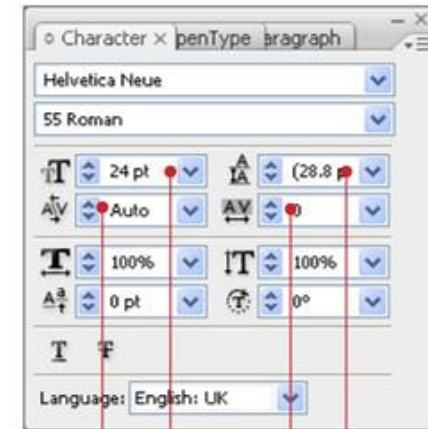 Character × penType aragraph
Helvetica Neue
55 Roman
24 pt (28.8 p
Auto 0
100% 100%
0 pt 0°
Language: English: UK